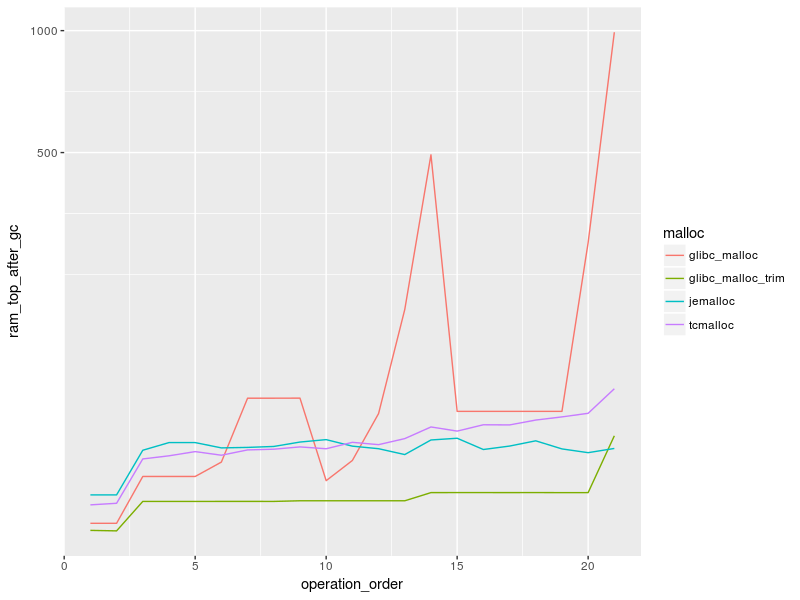 1000
500
ram_top_after_gc
0 5 10 15 20
operation_order
malloc
glibc_malloc
glibc_malloc_trim
jemalloc
tcmalloc